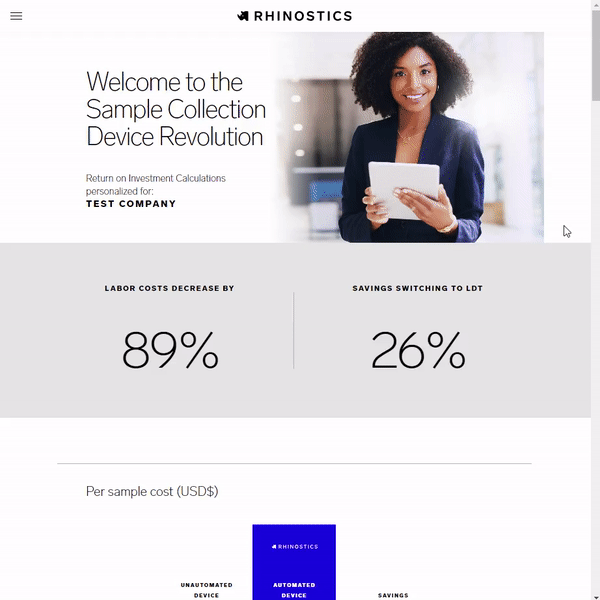 RHINOSTICS
Welcome to the
Sample Collection
Device Revolution
Return on Investment Calculations
personalized for:
TEST COMPANY
LABOR COSTS DECREASE BY
89%
SAVINGS SWITCHING TO LDT
26%
Per sample cost (USD$)
RHINOSTICS
UNAUTOMATED
DEVICE
AUTOMATED
DEVICE
SAVINGS